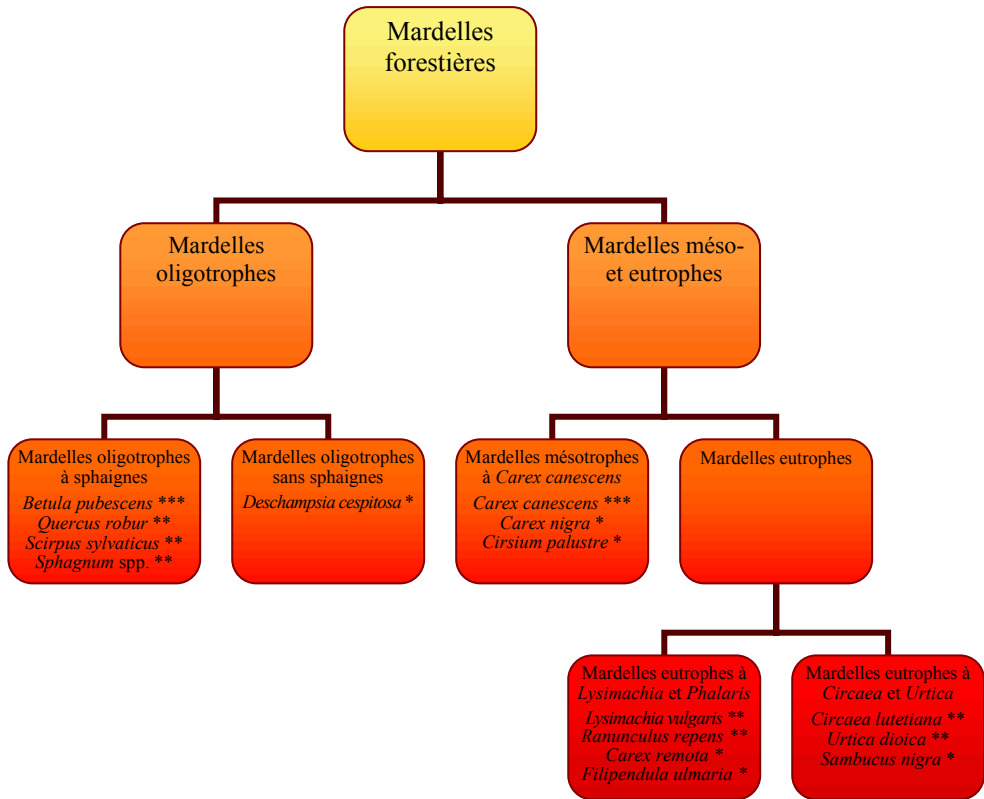 Mardelles
forestières
Mardelles
oligotrophes
Mardelles méso-
et eutrophes
Mardelles oligotrophes
à sphaignes
Betula pubescens ***
Quercus robur **
Scirpus sylvaticus **
Sphagnum spp. **
Mardelles oligotrophes
sans sphaignes
Deschampsia cespitosa *
Mardelles mésotrophes
à Carex canescens
Carex canescens ***
Carex nigra *
Cirsium palustre *
Mardelles eutrophes
Mardelles eutrophes à
Lysimachia et Phalaris
Lysimachia vulgaris **
Ranunculus repens **
Carex remota *
Filipendula ulmaria *
Mardelles eutrophes à
Circaea et Urtica
Circaea lutetiana **
Urtica dioica **
Sambucus nigra *